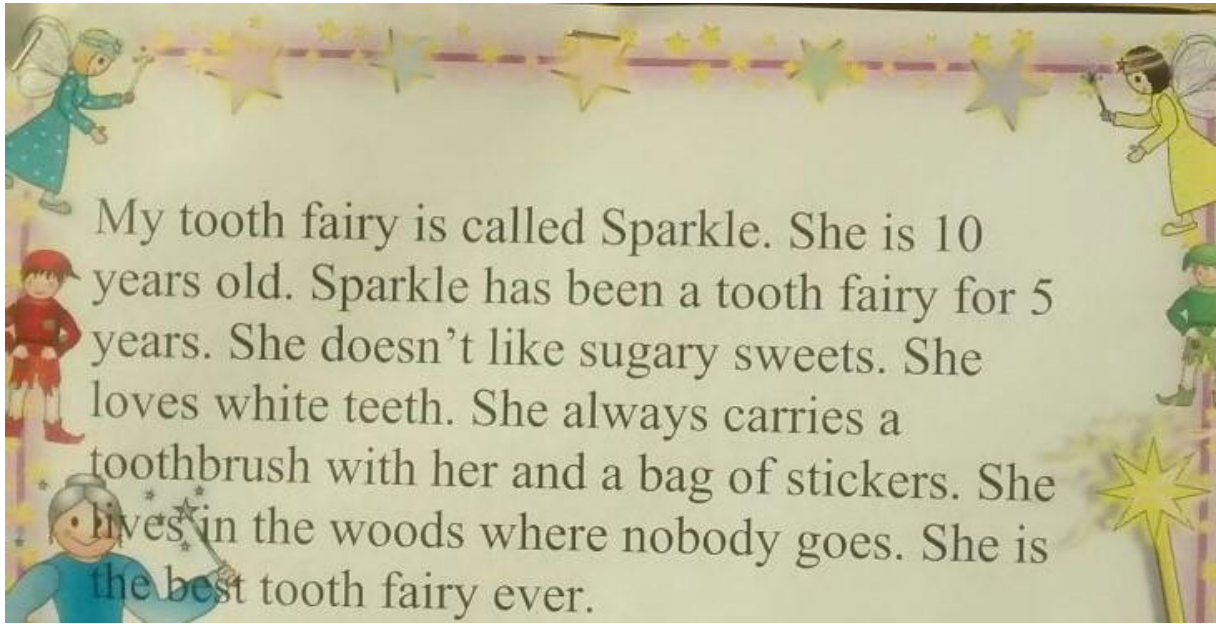 My tooth fairy is called Sparkle. She is 10
years old. Sparkle has been a tooth fairy for 5
years. She doesn't like sugary sweets. She
loves white teeth. She always carries a
toothbrush with her and a bag of stickers. She
lives in the woods where nobody goes. She is
the best tooth fairy ever.